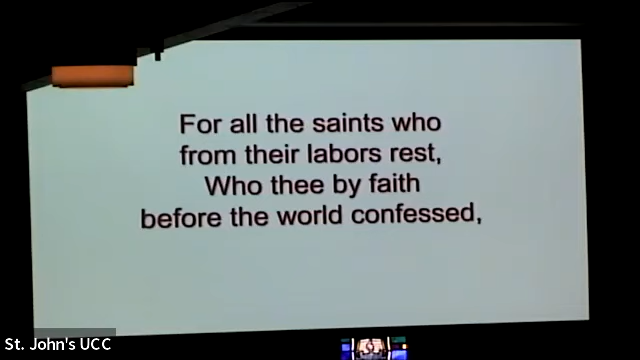 For all the saints who
from their labors rest,
Who thee by faith
before the world confessed,
St. John's UCC